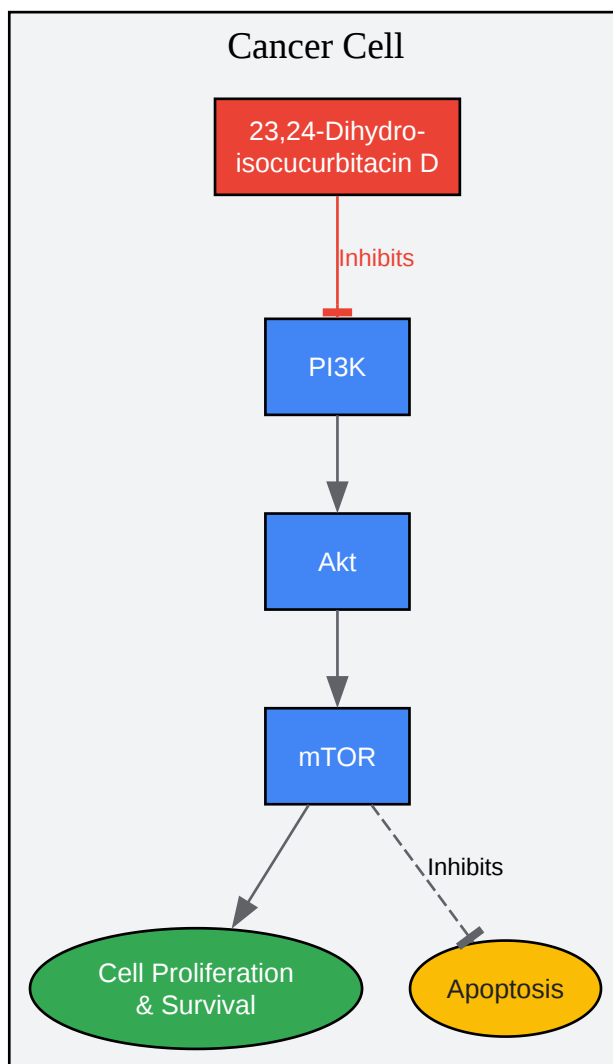 Cancer Cell
23,24-Dihydro-
isocucurbitacin D
Inhibits
PI3K
Akt
mTOR
Inhibits
Cell Proliferation
& Survival
Apoptosis